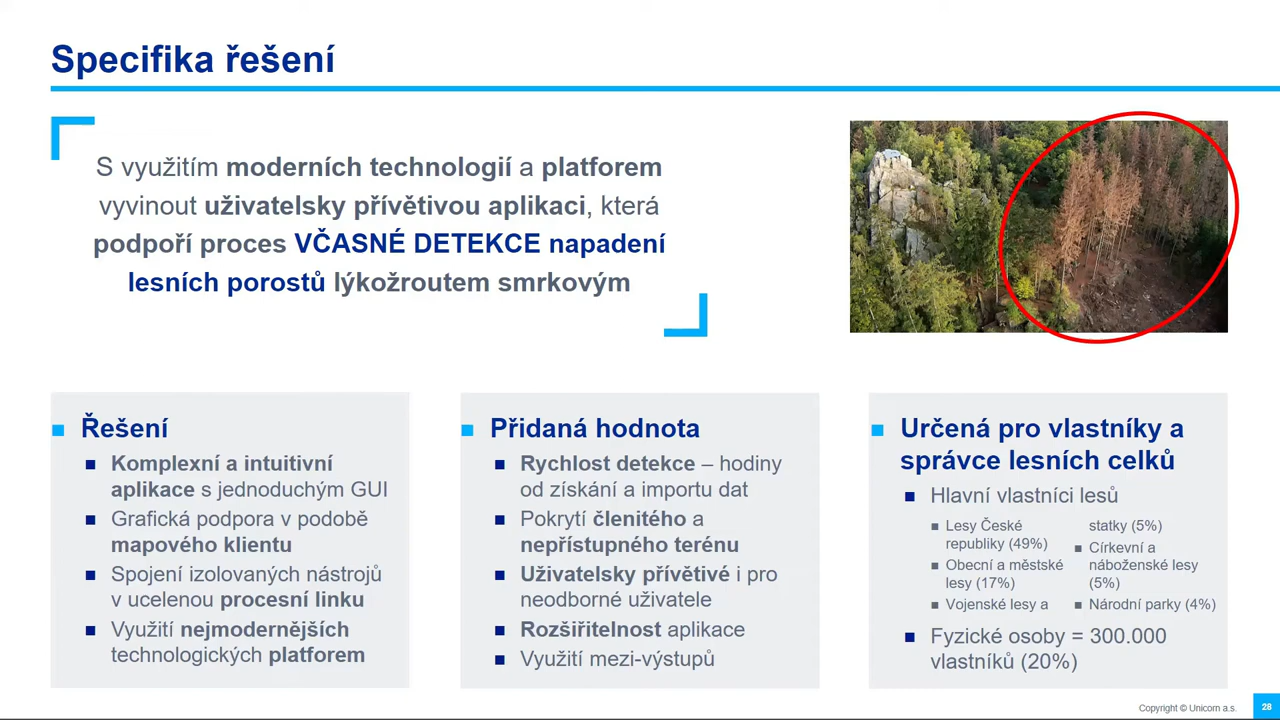 Specifika řešení
S využitím moderních technologií a platforem
vyvinout uživatelsky přívětivou aplikaci, která
podpoří proces VČASNÉ DETEKCE napadení
lesních porostů lýkožroutem smrkovým
Řešení
Komplexní a intuitivní
aplikace s jednoduchým GUI
Grafická podpora v podobě
mapového klientu
Spojení izolovaných nástrojů
v ucelenou procesní linku
Využití nejmodernějších
technologických platforem
Přidaná hodnota
Rychlost detekce – hodiny
od získání a importu dat
Pokrytí členitého a
nepřístupného terénu
Uživatelsky přívětivé i pro
neodborné uživatele
Rozšiřitelnost aplikace
Využití mezi-výstupů
Určená pro vlastníky a
správce lesních celků
Hlavní vlastníci lesů
Lesy České
republiky (49%)
Obecní a městské
lesy (17%)
Vojenské lesy a
statky (5%)
Církevní a
náboženské lesy
(5%)
Národní parky (4%)
Fyzické osoby = 300.000
vlastníků (20%)
Copyright © Unicorn a.s.
28